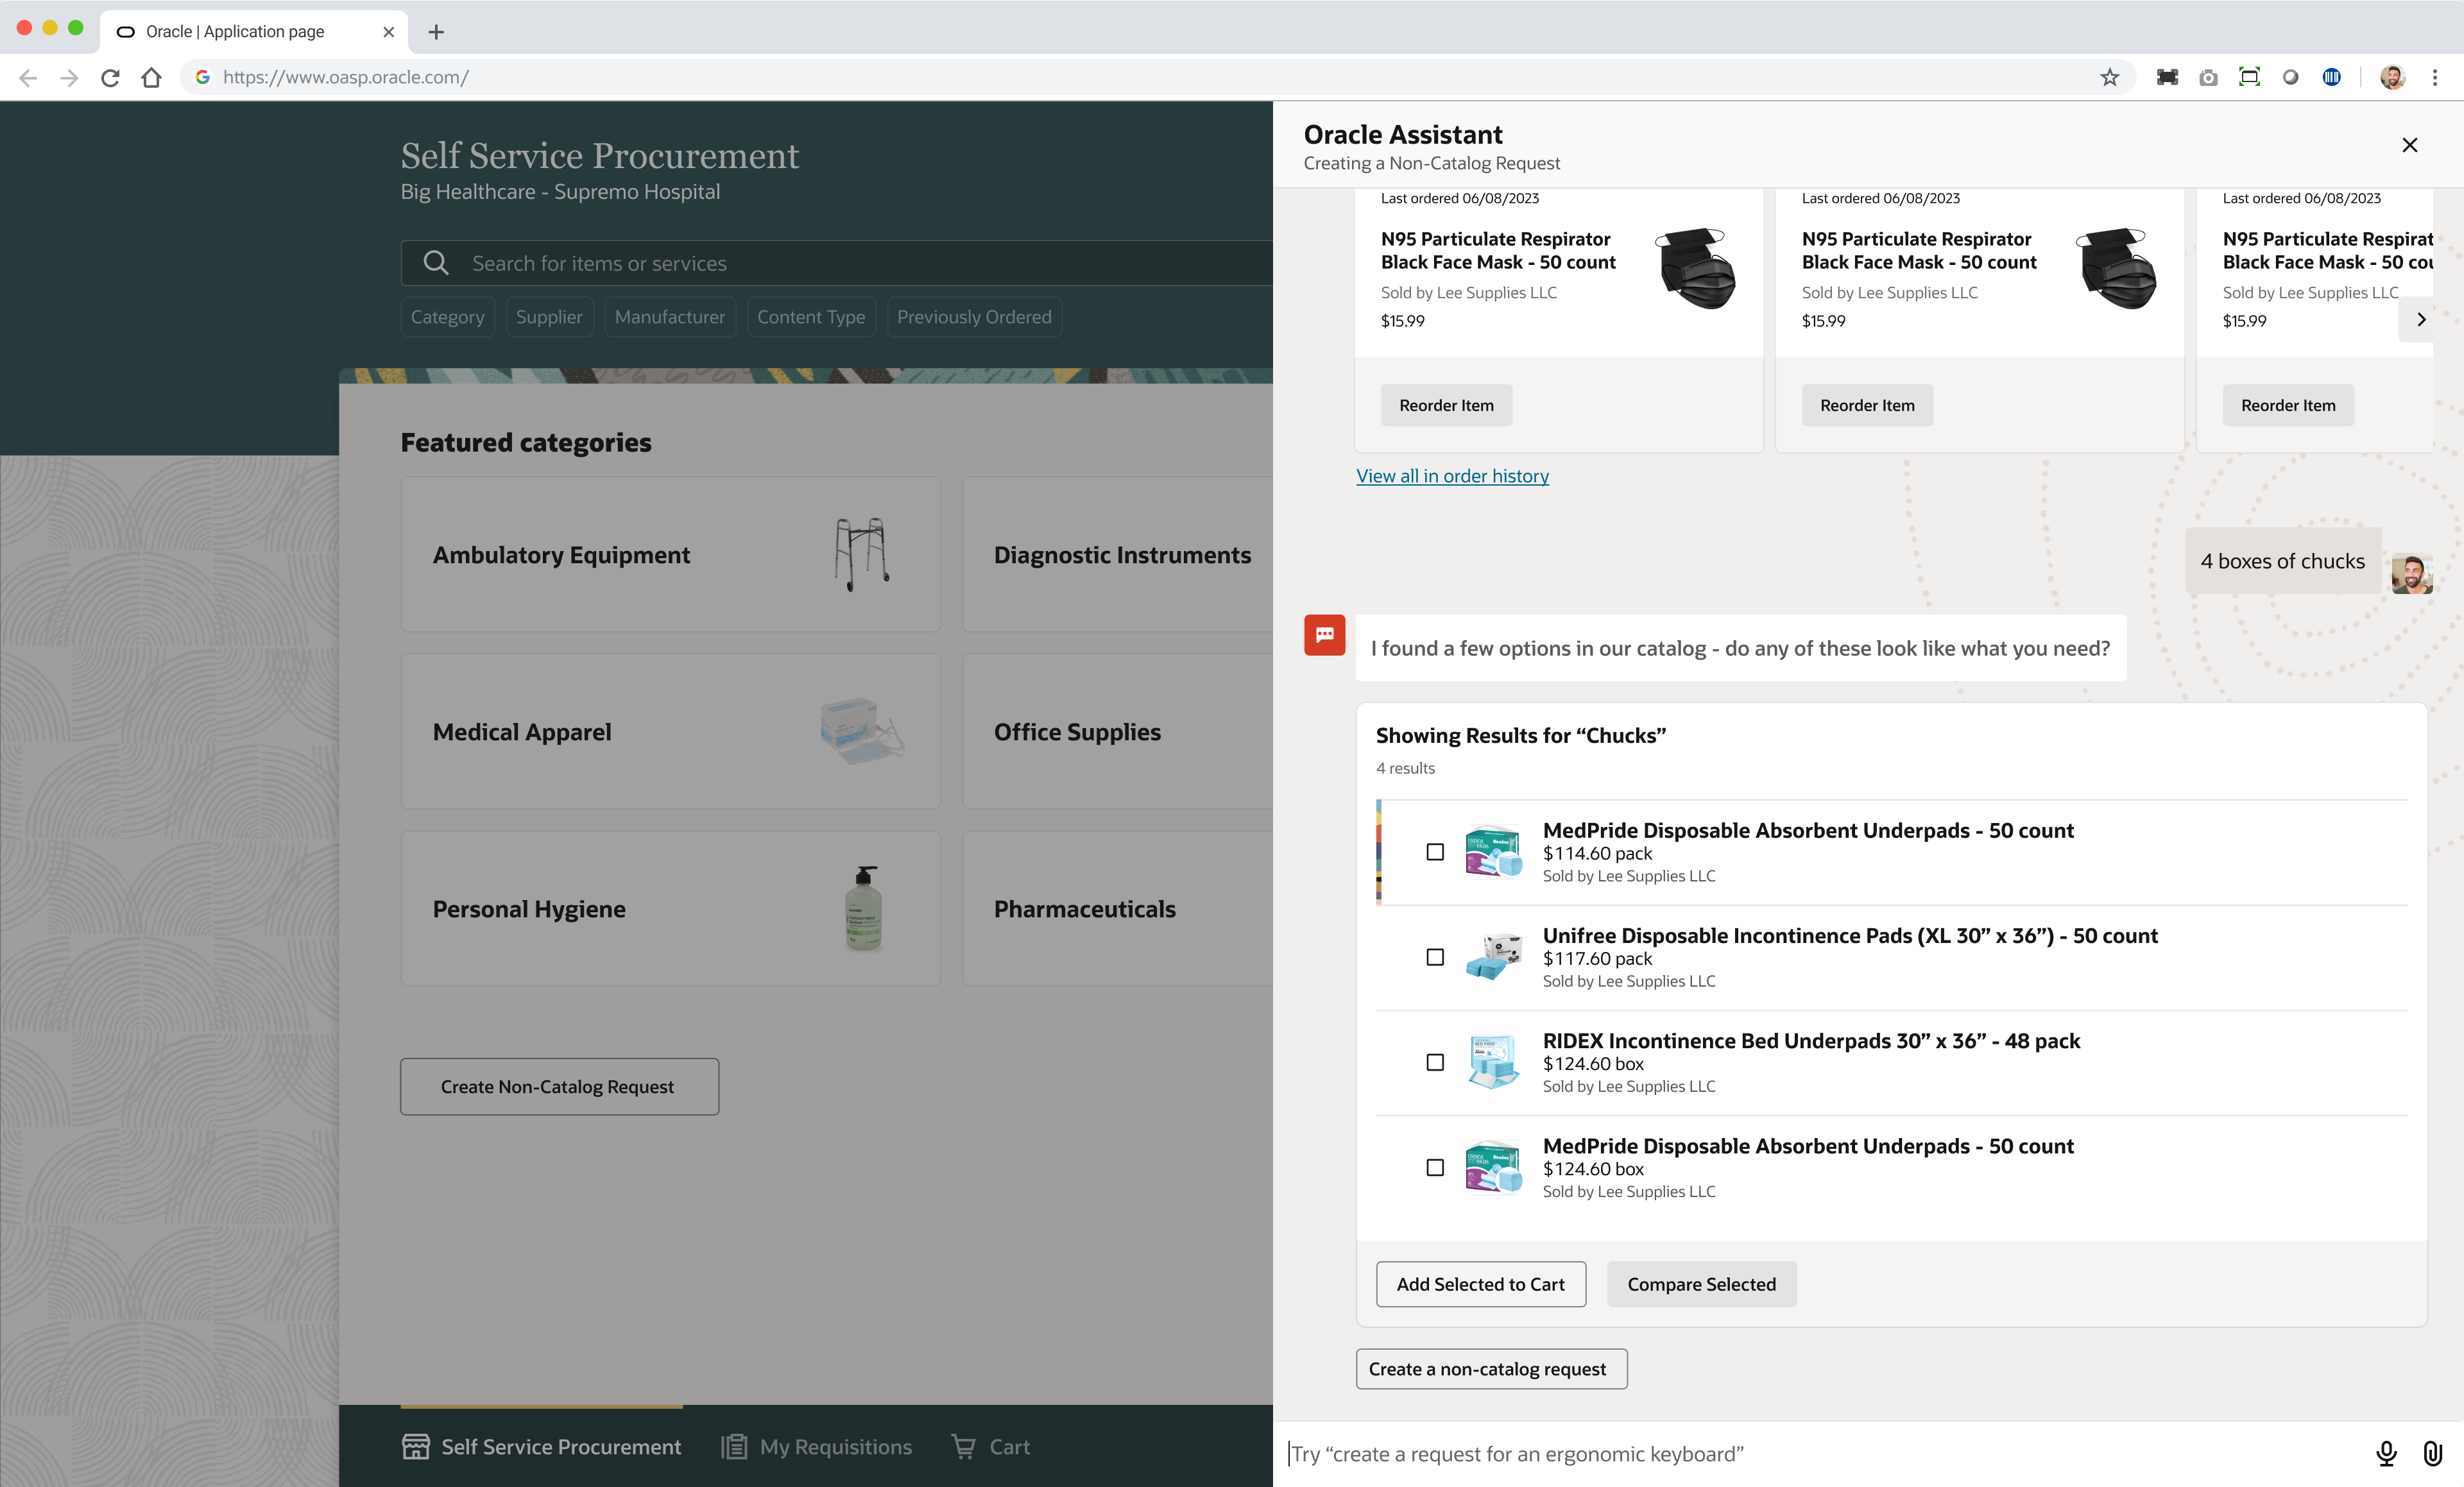 Oracle | Application page
https://www.oasp.oracle.com/
Self Service Procurement
Big Healthcare - Supremo Hospital
Search for items or services
Category
Supplier
Manufacturer
Content Type
Previously Ordered
Featured categories
Ambulatory Equipment
Diagnostic Instruments
Medical Apparel
Office Supplies
Personal Hygiene
Pharmaceuticals
Create Non-Catalog Request
Self Service Procurement
My Requisitions
Cart
Oracle Assistant
Creating a Non-Catalog Request
Last ordered 06/08/2023
N95 Particulate Respirator
Black Face Mask - 50 count
Sold by Lee Supplies LLC
$15.99
Reorder Item
Last ordered 06/08/2023
N95 Particulate Respirator
Black Face Mask - 50 count
Sold by Lee Supplies LLC
$15.99
Reorder Item
Last ordered 06/08/2023
N95 Particulate Respirat
Black Face Mask - 50 cou
Sold by Lee Supplies LLC
$15.99
Reorder Item
View all in order history
4 boxes of chucks
I found a few options in our catalog - do any of these look like what you need?
Showing Results for “Chucks”
4 results
MedPride Disposable Absorbent Underpads - 50 count
$114.60 pack
Sold by Lee Supplies LLC
Unifree Disposable Incontinence Pads (XL 30” x 36”) - 50 count
$117.60 pack
Sold by Lee Supplies LLC
RIDEX Incontinence Bed Underpads 30” x 36” - 48 pack
$124.60 box
Sold by Lee Supplies LLC
MedPride Disposable Absorbent Underpads - 50 count
$124.60 box
Sold by Lee Supplies LLC
Add Selected to Cart
Compare Selected
Create a non-catalog request
Try “create a request for an ergonomic keyboard”